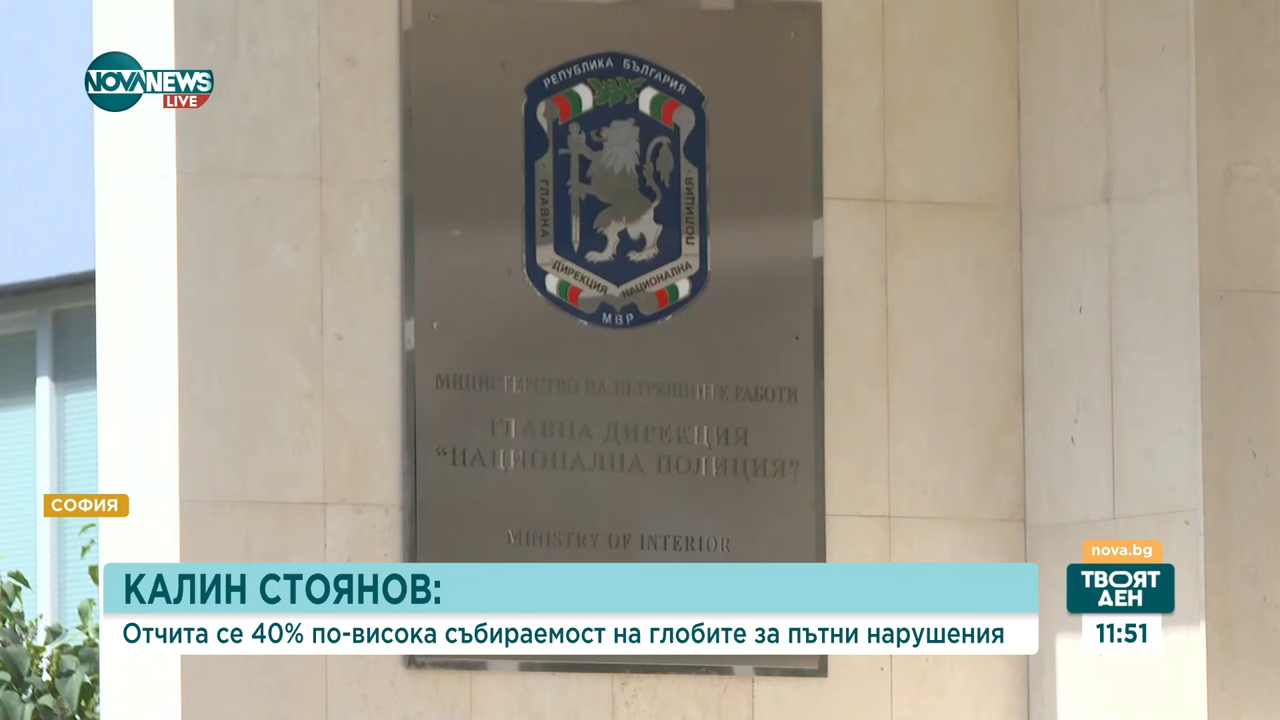 NOVANEWS
LIVE
РЕПУБЛИКА БЪЛГАРИЯ
ГЛАВНА
ДИРЕКЦИЯ
НАЦИОНАЛНА
ПОЛИЦИЯ
МВР
МИНИСТЕРСТВО НА ВЪТРЕШНИТЕ РАБОТИ
ГЛАВНА ДИРЕКЦИЯ
“НАЦИОНАЛНА ПОЛИЦИЯ”
MINISTRY OF INTERIOR
СОФИЯ
КАЛИН СТОЯНОВ:
Отчита се 40% по-висока събираемост на глобите за пътни нарушения
nova.bg
ТВОЯТ
ДЕН
11:51